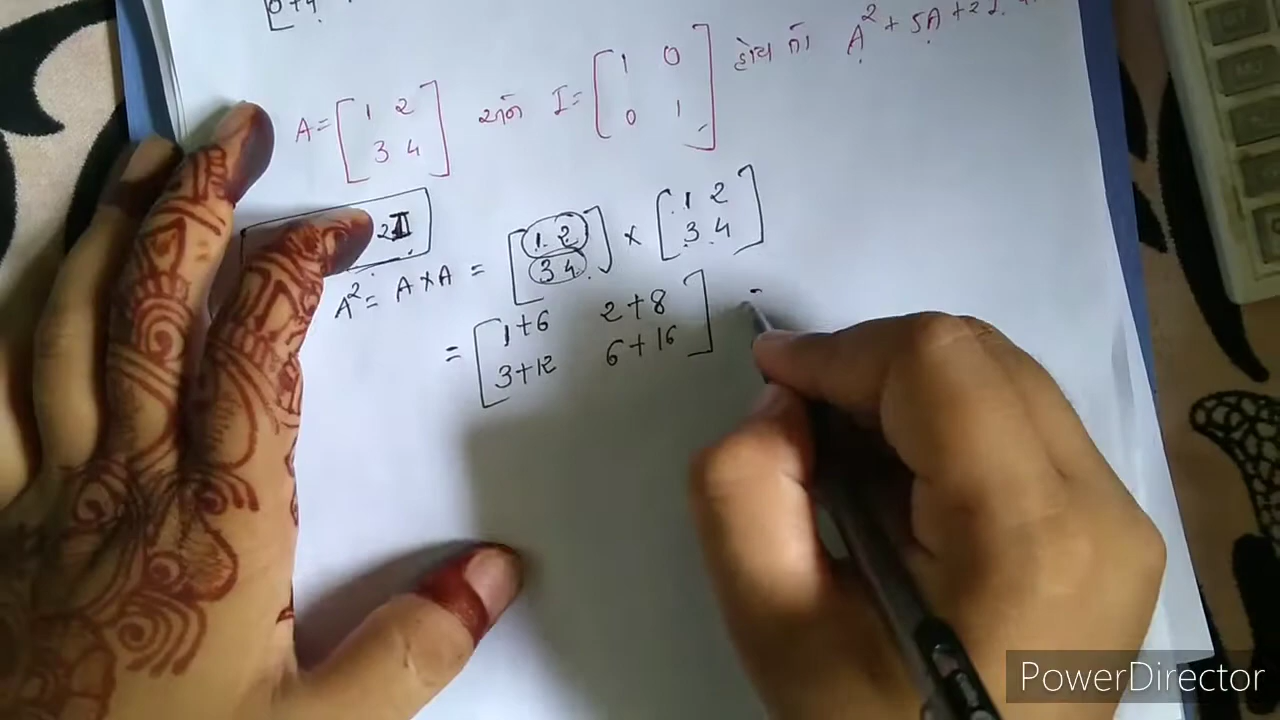 A = [ 1 2 અને I = [ 1 0 હોય તો A² + 5A + 2I
3 4 ] 0 1 ]
2I
A² = A × A = [ 1 2 ] × [ 1 2 ]
3 4 3 4
= [ 1+6 2+8 ] =
3+12 6+16
PowerDirector